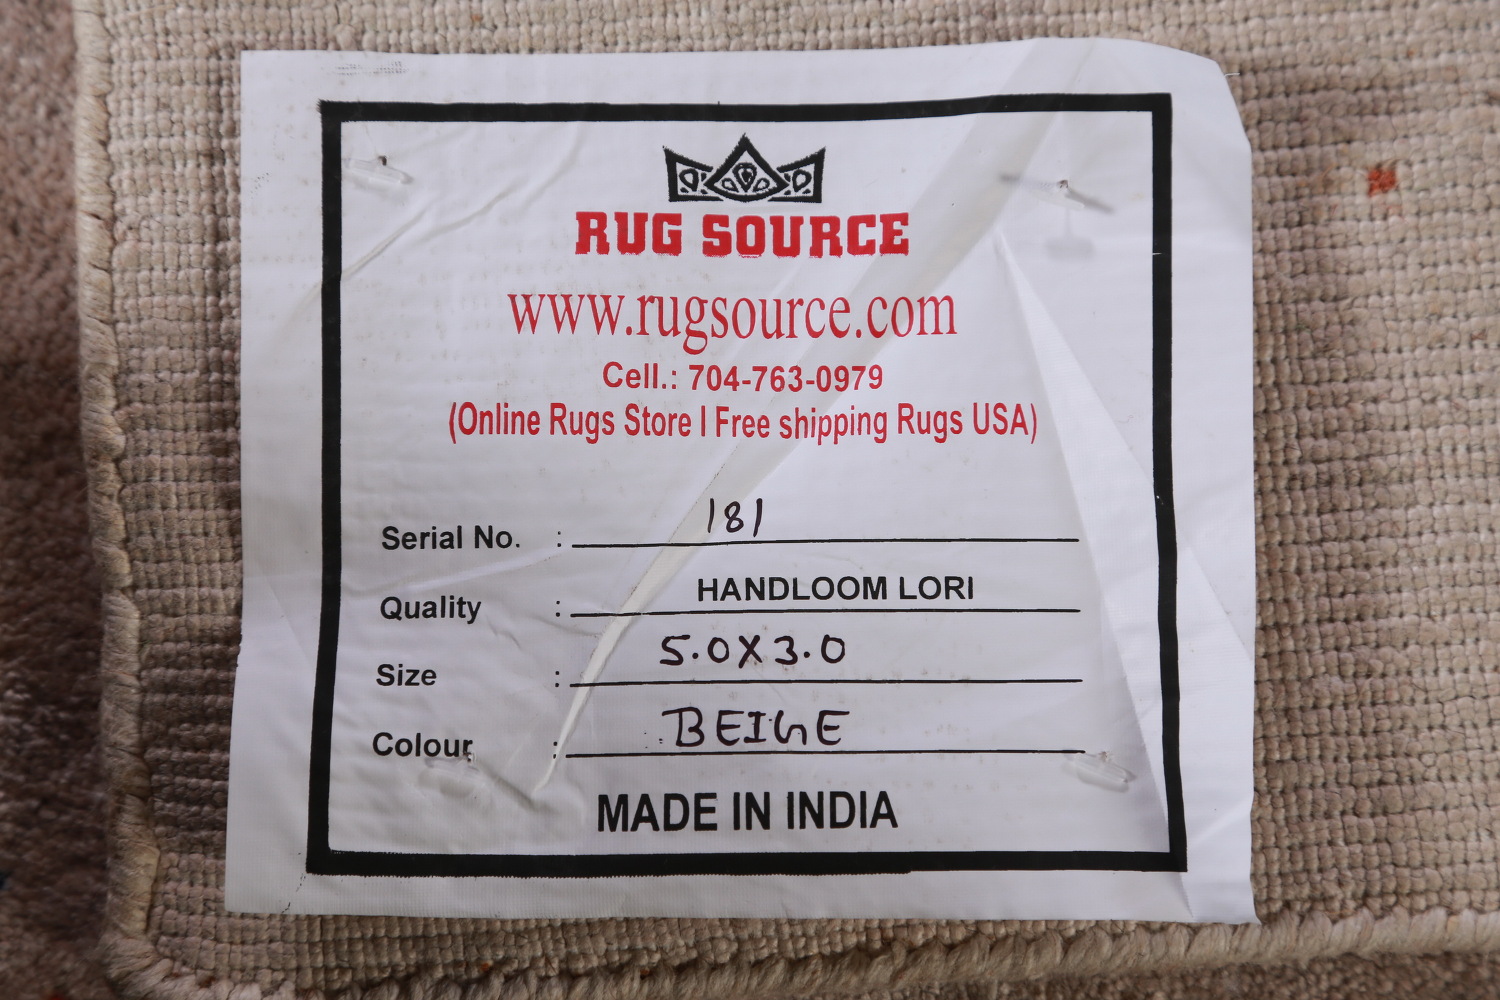 RUG SOURCE
www.rugsource.com
Cell.: 704-763-0979
(Online Rugs Store I Free shipping Rugs USA)
Serial No. : 181
Quality : HANDLOOM LORI
Size : 5.0X3.0
Colour : BEIGE
MADE IN INDIA